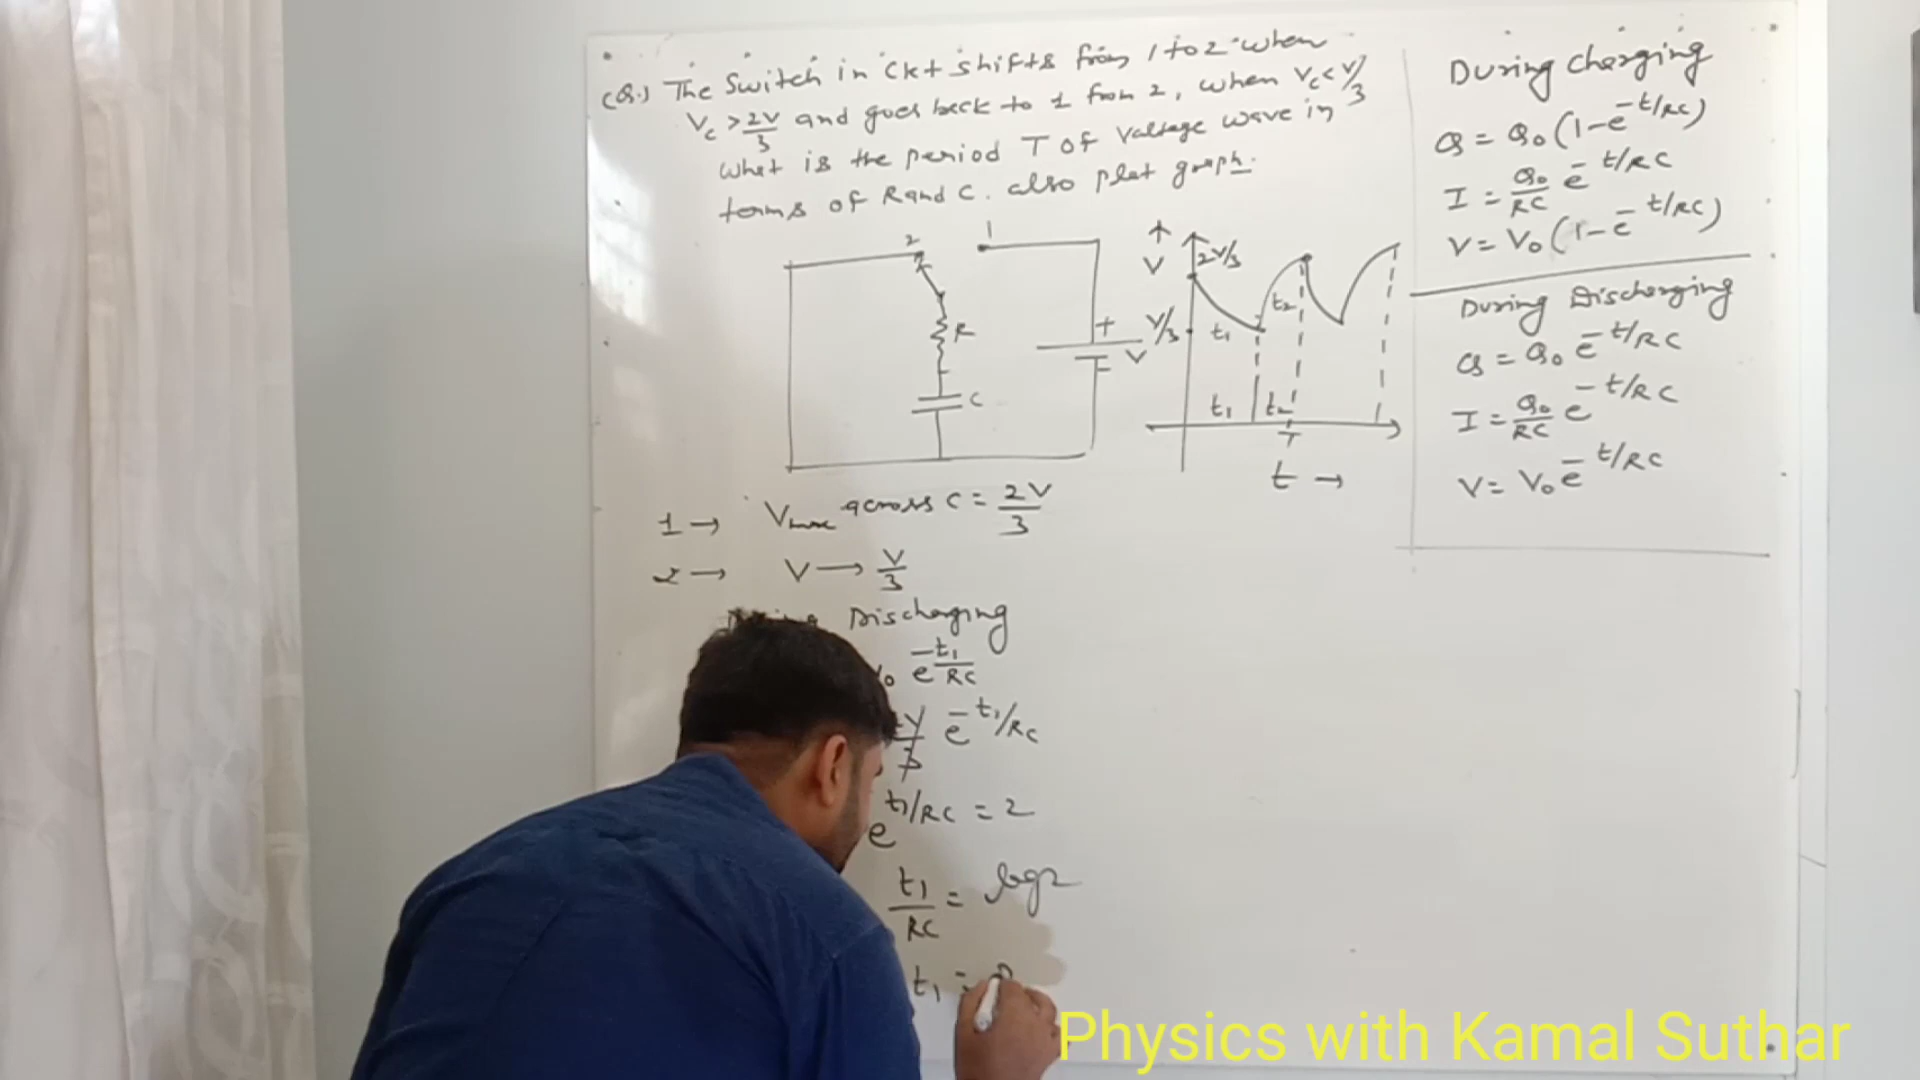 (Q.) The Switch in Ckt shifts from 1 to 2 when
Vc > 2V/3 and goes back to 1 from 2, when Vc < V/3
What is the period T of Voltage wave in
terms of R and C. also plot graph.
2
1
R
C
+
V
-
↑
V
2V/3
V/3
t₁
t₂
t₁
t₂
T
t →
1 → Vmax across C = 2V/3
2 → V → V/3
Discharging
e^-t₁/RC
e^-t₁/RC
e^t₁/RC = 2
t₁/RC = log2
t₁ =
During Charging
Q = Q₀(1-e^-t/RC)
I = Q₀/RC e^-t/RC
V = V₀(1-e^-t/RC)
During Discharging
Q = Q₀ e^-t/RC
I = Q₀/RC e^-t/RC
V = V₀ e^-t/RC
Physics with Kamal Suthar